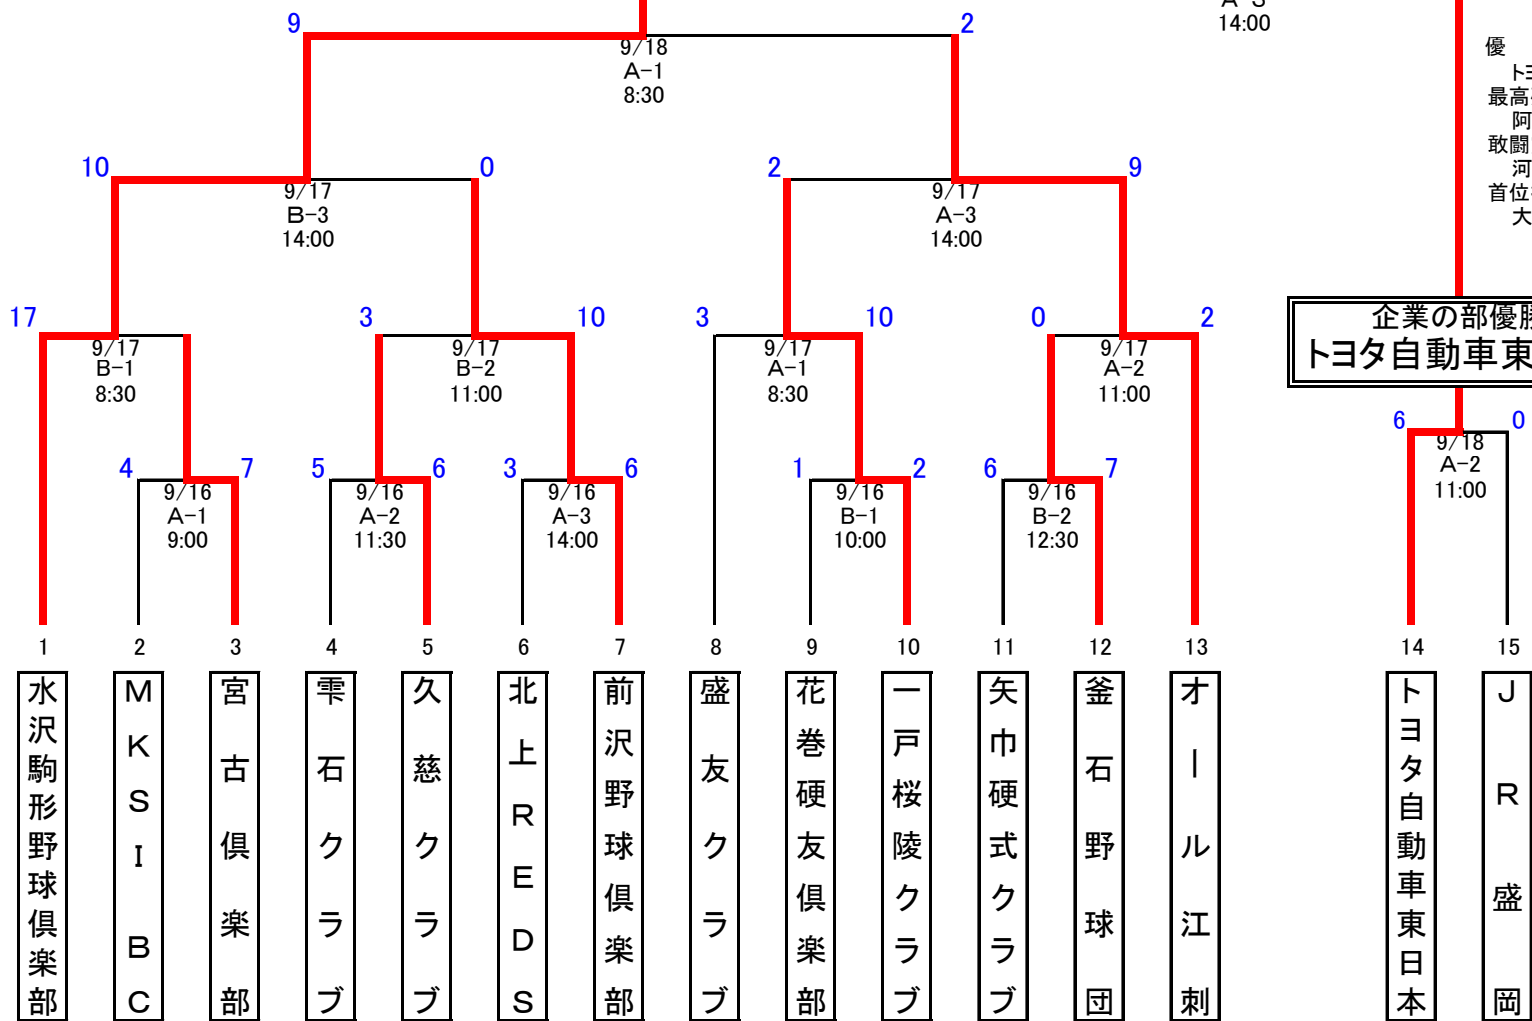 A-3
14:00
9
2
9/18
A-1
8:30
優
ト
最高
阿
敢闘
河
首位
大
10
0
2
9
9/17
B-3
14:00
9/17
A-3
14:00
17
3
10
3
10
0
2
9/17
B-1
8:30
9/17
B-2
11:00
9/17
A-1
8:30
9/17
A-2
11:00
企業の部優勝
トヨタ自動車東
6
0
9/18
A-2
11:00
4
7
5
6
3
6
1
2
6
7
9/16
A-1
9:00
9/16
A-2
11:30
9/16
A-3
14:00
9/16
B-1
10:00
9/16
B-2
12:30
1
2
3
4
5
6
7
8
9
10
11
12
13
14
15
水沢駒形野球倶楽部
MKSI BC
宮古倶楽部
雫石クラブ
久慈クラブ
北上REDS
前沢野球倶楽部
盛友クラブ
花巻硬友倶楽部
一戸桜陵クラブ
矢巾硬式クラブ
釜石野球団
オール江刺
トヨタ自動車東日本
JR盛岡